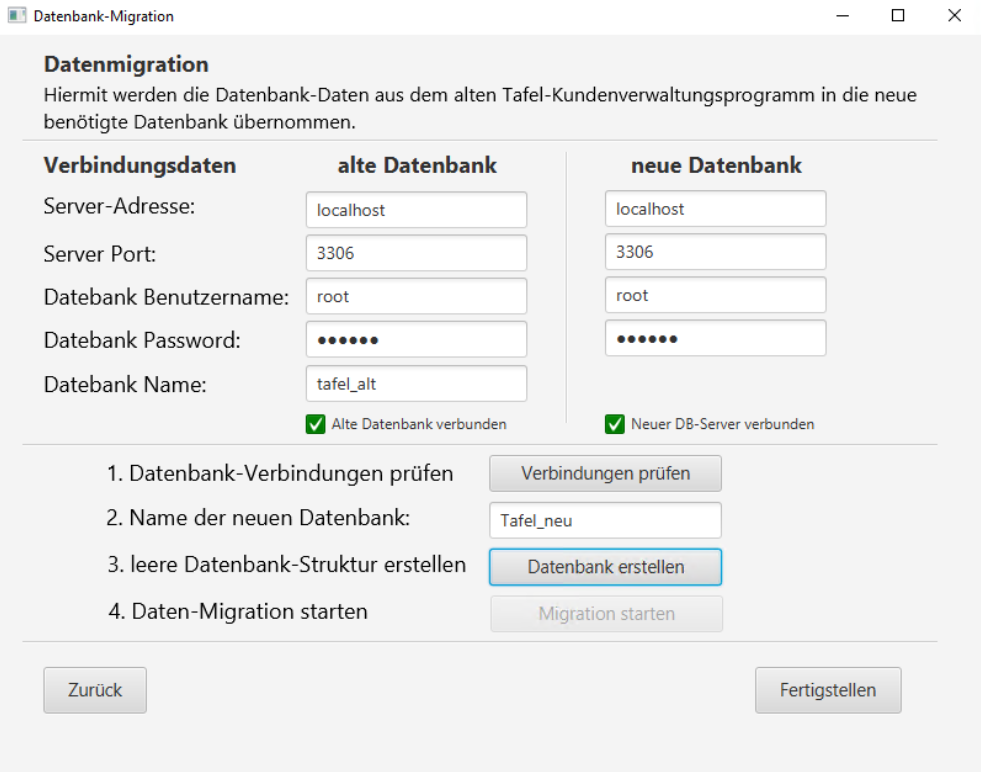 Datenbank-Migration
Datenmigration
Hiermit werden die Datenbank-Daten aus dem alten Tafel-Kundenverwaltungsprogramm in die neue
benötigte Datenbank übernommen.
Verbindungsdaten alte Datenbank neue Datenbank
Server-Adresse: localhost localhost
Server Port: 3306 3306
Datebank Benutzername: root root
Datebank Password: •••••• ••••••
Datebank Name: tafel_alt
Alte Datenbank verbunden Neuer DB-Server verbunden
1. Datenbank-Verbindungen prüfen Verbindungen prüfen
2. Name der neuen Datenbank: Tafel_neu
3. leere Datenbank-Struktur erstellen Datenbank erstellen
4. Daten-Migration starten Migration starten
Zurück Fertigstellen